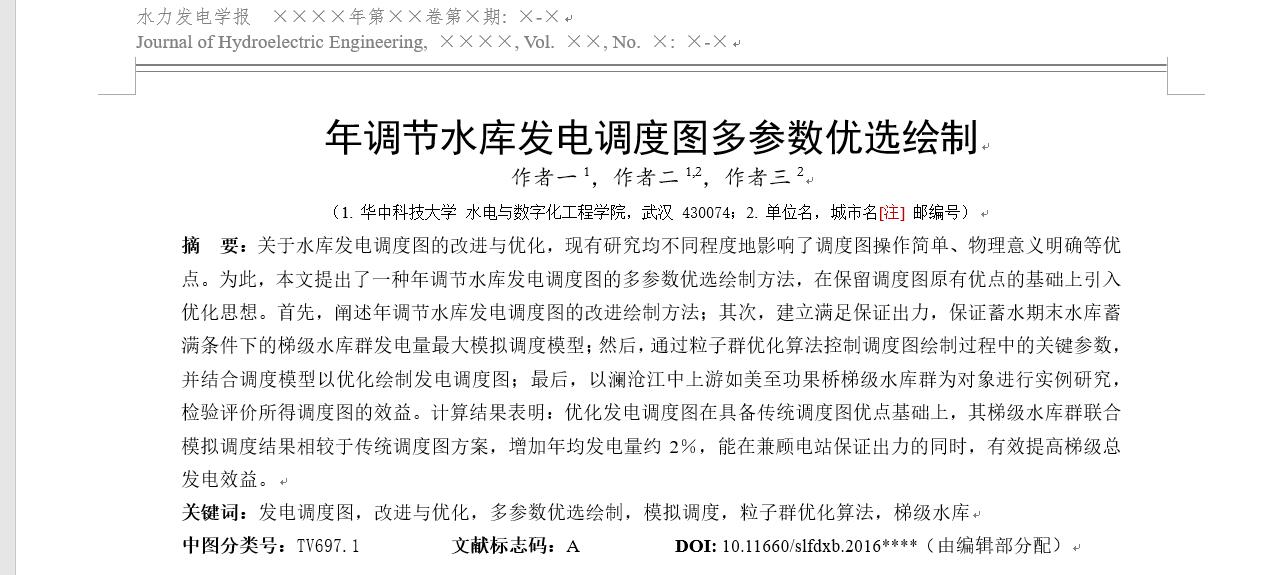 水力发电学报 ××××年第××卷第×期: ×-×
Journal of Hydroelectric Engineering, ××××, Vol. ××, No. ×: ×-×
年调节水库发电调度图多参数优选绘制
作者一 1，作者二 1,2，作者三 2
（1. 华中科技大学 水电与数字化工程学院，武汉 430074；2. 单位名，城市名[注] 邮编号）
摘 要：关于水库发电调度图的改进与优化，现有研究均不同程度地影响了调度图操作简单、物理意义明确等优
点。为此，本文提出了一种年调节水库发电调度图的多参数优选绘制方法，在保留调度图原有优点的基础上引入
优化思想。首先，阐述年调节水库发电调度图的改进绘制方法；其次，建立满足保证出力，保证蓄水期末水库蓄
满条件下的梯级水库群发电量最大模拟调度模型；然后，通过粒子群优化算法控制调度图绘制过程中的关键参数，
并结合调度模型以优化绘制发电调度图；最后，以澜沧江中上游如美至功果桥梯级水库群为对象进行实例研究，
检验评价所得调度图的效益。计算结果表明：优化发电调度图在具备传统调度图优点基础上，其梯级水库群联合
模拟调度结果相较于传统调度图方案，增加年均发电量约 2%，能在兼顾电站保证出力的同时，有效提高梯级总
发电效益。
关键词：发电调度图，改进与优化，多参数优选绘制，模拟调度，粒子群优化算法，梯级水库
中图分类号：TV697.1 文献标志码：A DOI: 10.11660/slfdxb.2016****（由编辑部分配）